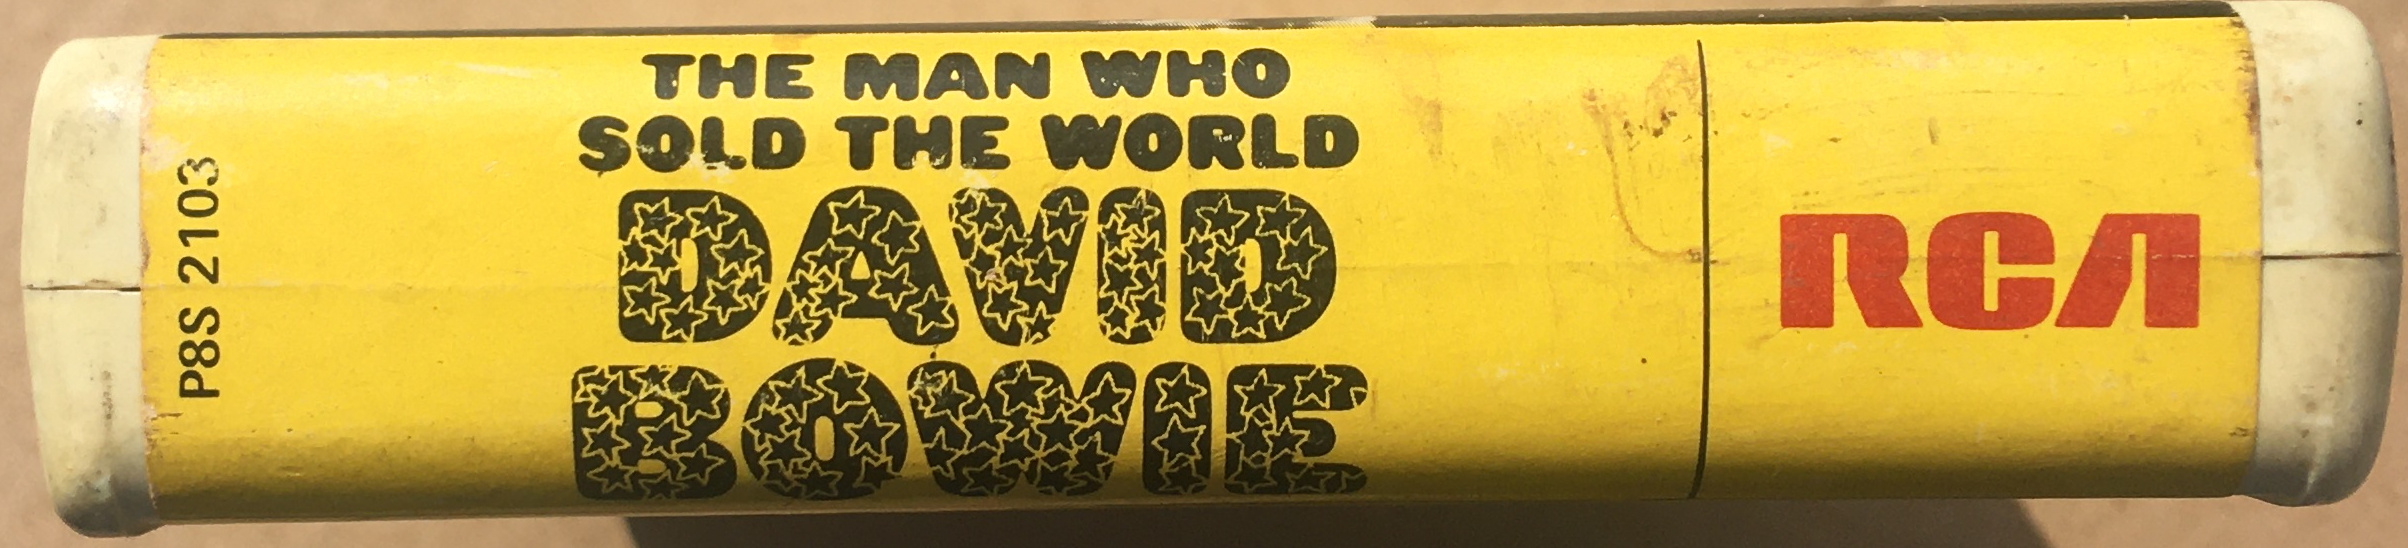 P8S 2103
THE MAN WHO
SOLD THE WORLD
DAVID
BOWIE
RCA